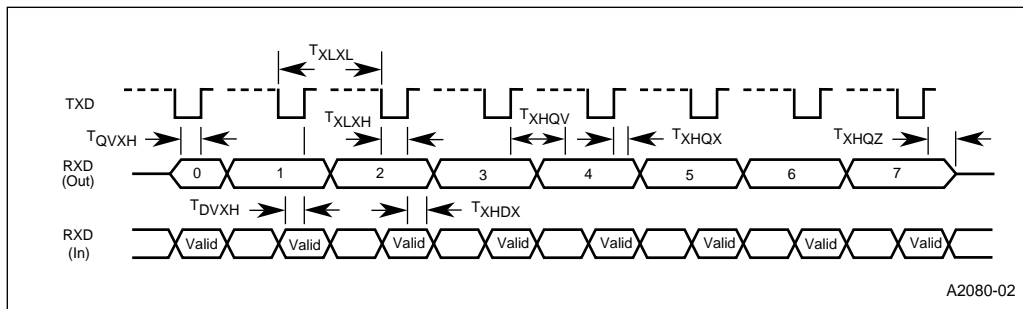 TXLXL
TXD
TXLXH
TXHQV
TQVXH
TXHQX
TXHQZ
RXD
(Out)
0 1 2 3 4 5 6 7
TDVXH
TXHDX
RXD
(In)
Valid Valid Valid Valid Valid Valid Valid Valid
A2080-02